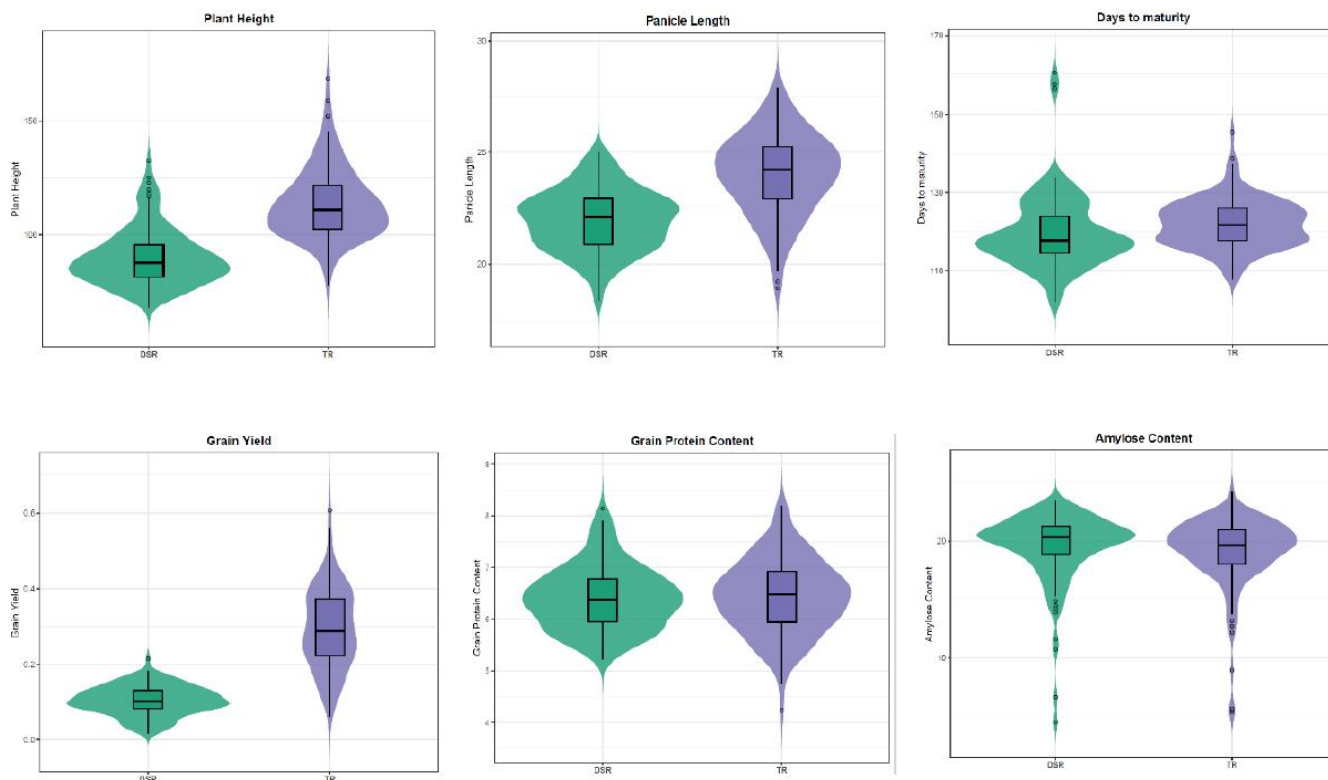 Plant Height
Panicle Length
Days to maturity
Plant Height
150
100
DSR
TR
Panicle Length
30
25
20
DSR
TR
Days to maturity
170
150
130
110
DSR
TR
Grain Yield
Grain Protein Content
Amylose Content
Grain Yield
0.6
0.4
0.2
0.0
DSR
TR
Grain Protein Content
9
8
7
6
5
4
DSR
TR
Amylose Content
20
10
DSR
TR